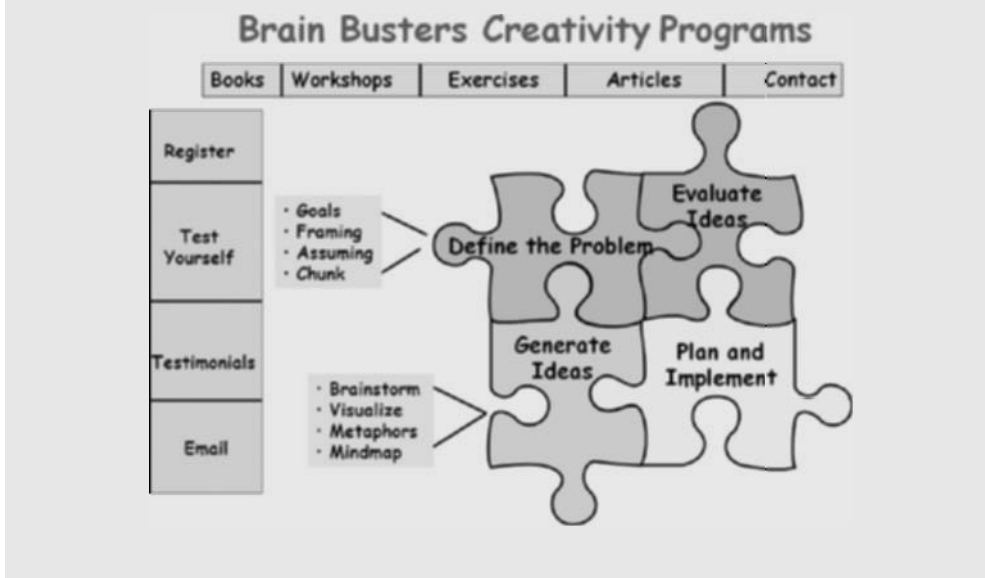 Brain Busters Creativity Programs
Books Workshops Exercises Articles Contact
Register
Test
Yourself
Testimonials
Email
· Goals
· Framing
· Assuming
· Chunk
Define the Problem
Evaluate
Ideas
· Brainstorm
· Visualize
· Metaphors
· Mindmap
Generate
Ideas
Plan and
Implement